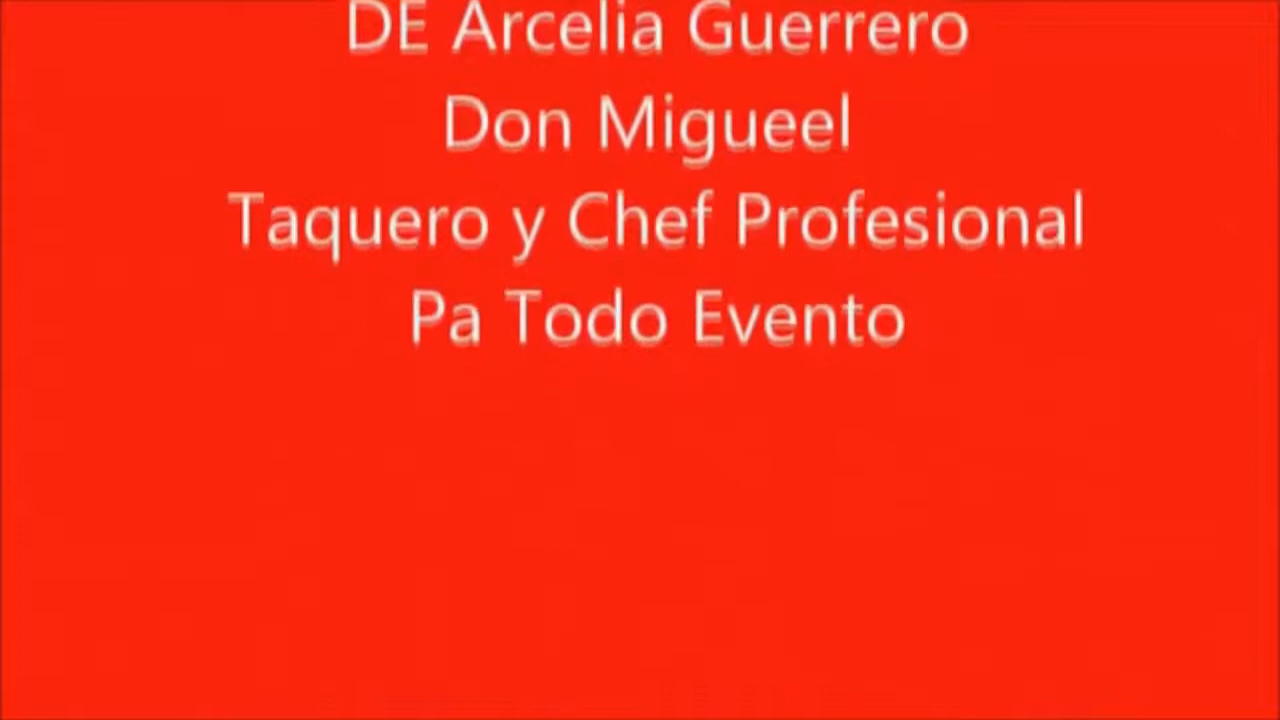 DE Arcelia Guerrero
Don Migueel
Taquero y Chef Profesional
Pa Todo Evento